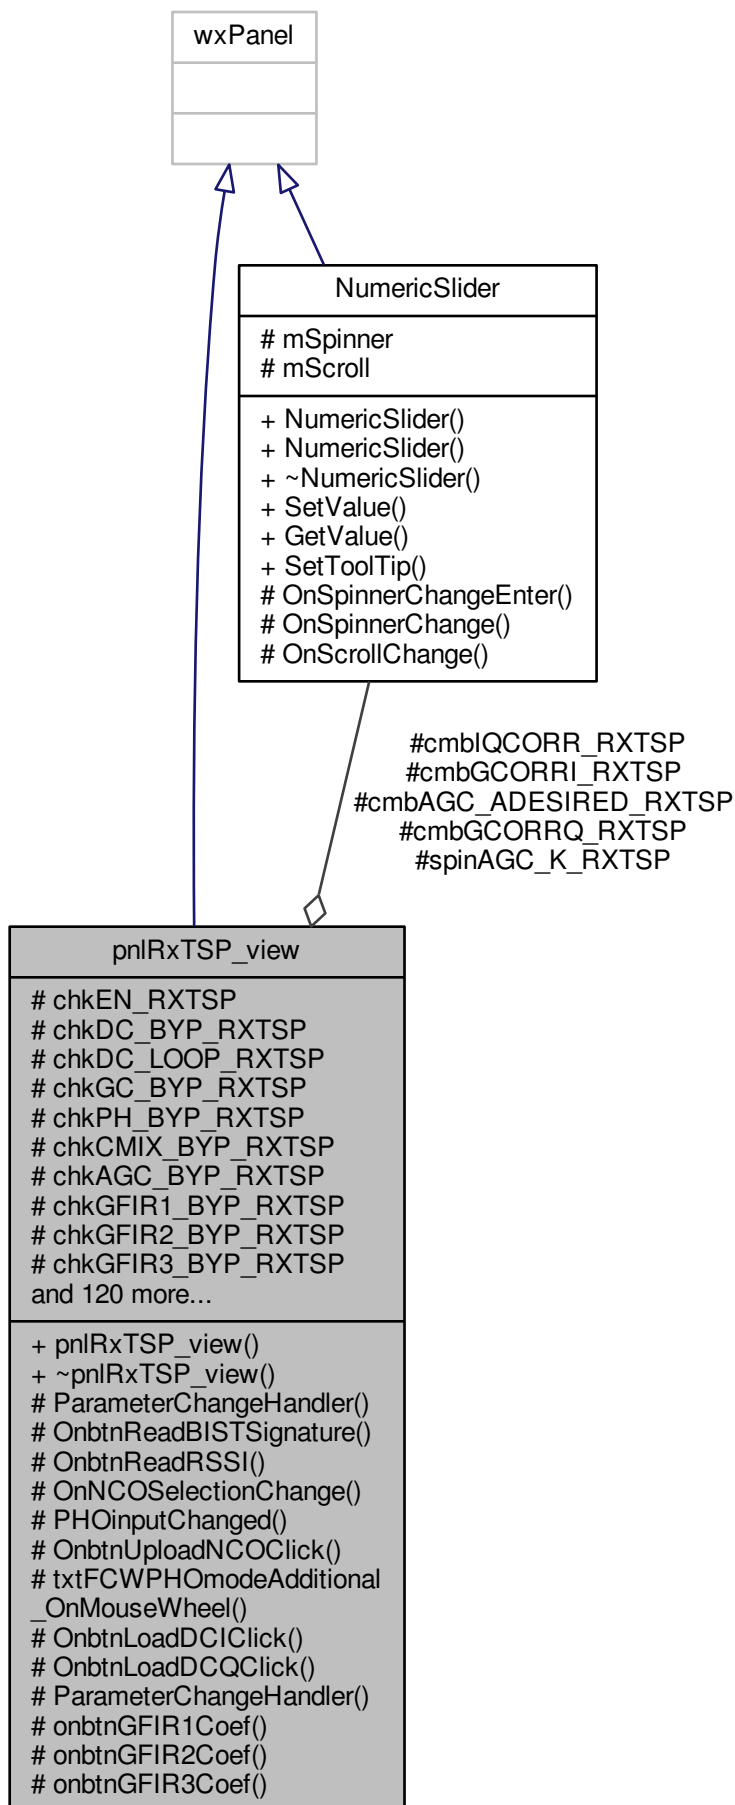 wxPanel
NumericSlider
# mSpinner
# mScroll
+ NumericSlider()
+ NumericSlider()
+ ~NumericSlider()
+ SetValue()
+ GetValue()
+ SetToolTip()
# OnSpinnerChangeEnter()
# OnSpinnerChange()
# OnScrollChange()
#cmbIQCORR_RXTSP
#cmbGCORRI_RXTSP
#cmbAGC_ADESIRED_RXTSP
#cmbGCORRQ_RXTSP
#spinAGC_K_RXTSP
pnlRxTSP_view
# chkEN_RXTSP
# chkDC_BYP_RXTSP
# chkDC_LOOP_RXTSP
# chkGC_BYP_RXTSP
# chkPH_BYP_RXTSP
# chkCMIX_BYP_RXTSP
# chkAGC_BYP_RXTSP
# chkGFIR1_BYP_RXTSP
# chkGFIR2_BYP_RXTSP
# chkGFIR3_BYP_RXTSP
and 120 more...
+ pnlRxTSP_view()
+ ~pnlRxTSP_view()
# ParameterChangeHandler()
# OnbtnReadBISTSignature()
# OnbtnReadRSSI()
# OnNCOSelectionChange()
# PHOinputChanged()
# OnbtnUploadNCOClick()
# txtFCWPHOmodeAdditional
_OnMouseWheel()
# OnbtnLoadDCIClick()
# OnbtnLoadDCQClick()
# ParameterChangeHandler()
# onbtnGFIR1Coef()
# onbtnGFIR2Coef()
# onbtnGFIR3Coef()